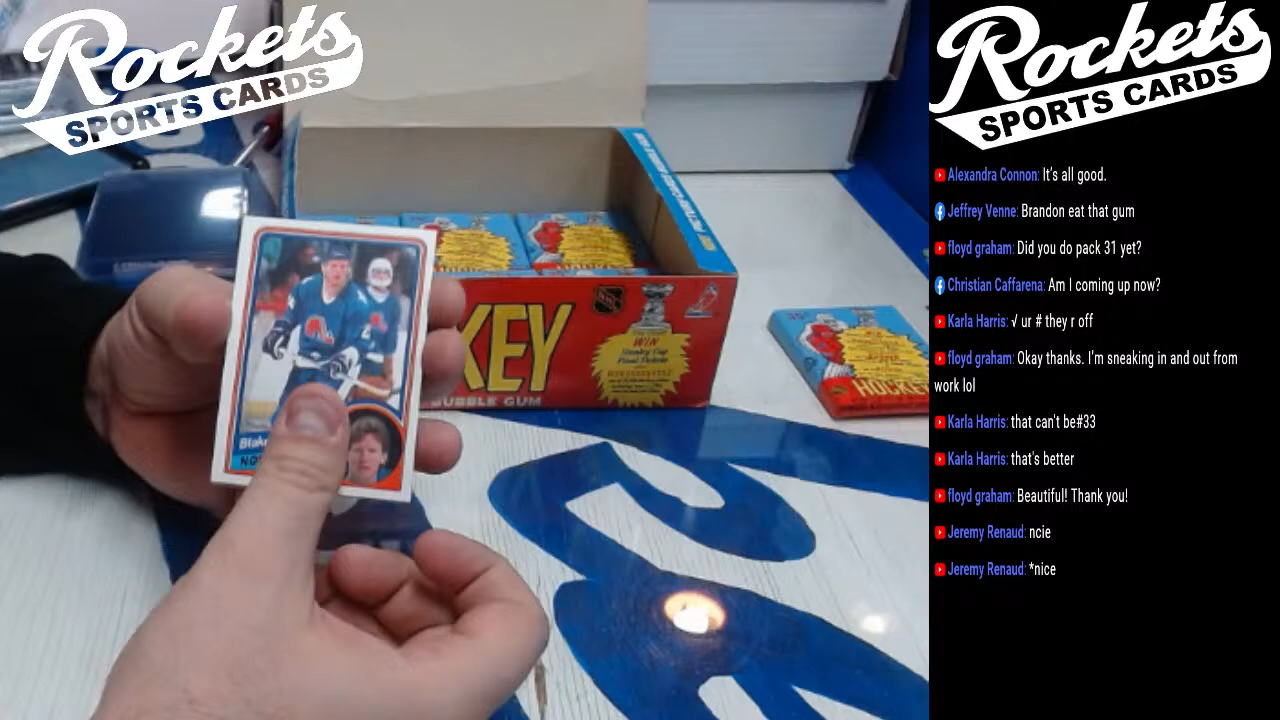 Rockets
SPORTS CARDS
Rockets
SPORTS CARDS
Alexandra Connon: It's all good.
Jeffrey Venne: Brandon eat that gum
floyd graham: Did you do pack 31 yet?
Christian Caffarena: Am I coming up now?
Karla Harris: √ ur # they r off
floyd graham: Okay thanks. I'm sneaking in and out from
work lol
Karla Harris: that can't be#33
Karla Harris: that's better
floyd graham: Beautiful! Thank you!
Jeremy Renaud: ncie
Jeremy Renaud: *nice
NHL
KEY
BUBBLE GUM
WIN
Stanley Cup
HOCKEY